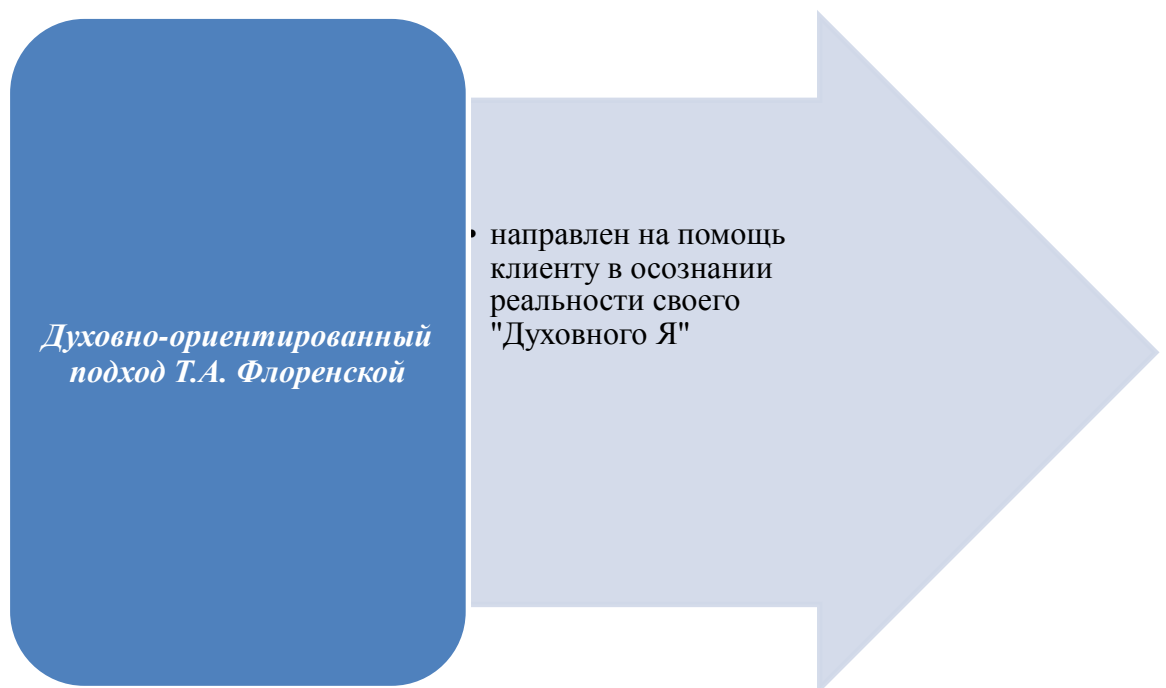 Духовно-ориентированный
подход Т.А. Флоренской
• направлен на помощь
клиенту в осознании
реальности своего
"Духовного Я"